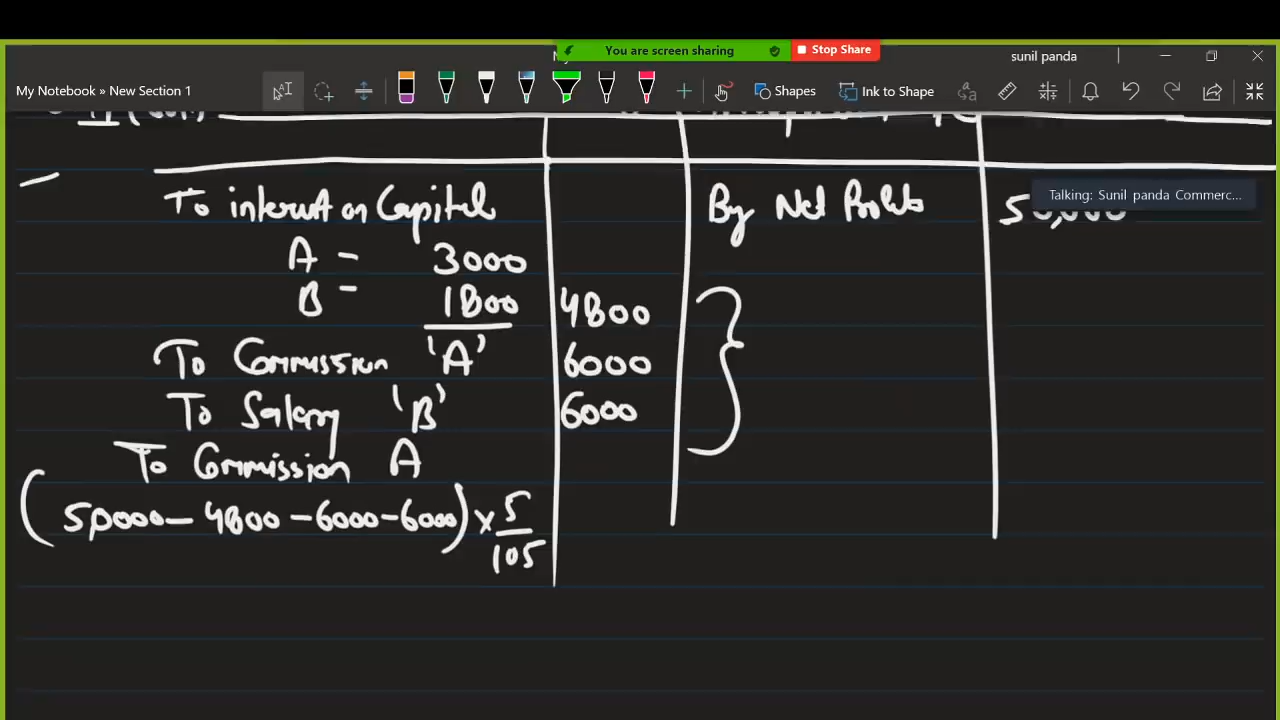 You are screen sharing
Stop Share
sunil panda
My Notebook » New Section 1
Shapes
Ink to Share
Talking: Sunil panda Commerc...
To interest on Capital
By Net Profits
A = 3000
B = 1800 4800
To Commission 'A' 6000
To Salary 'B' 6000
To Commission A
(50000 - 4800 - 6000 - 6000) x 5
105